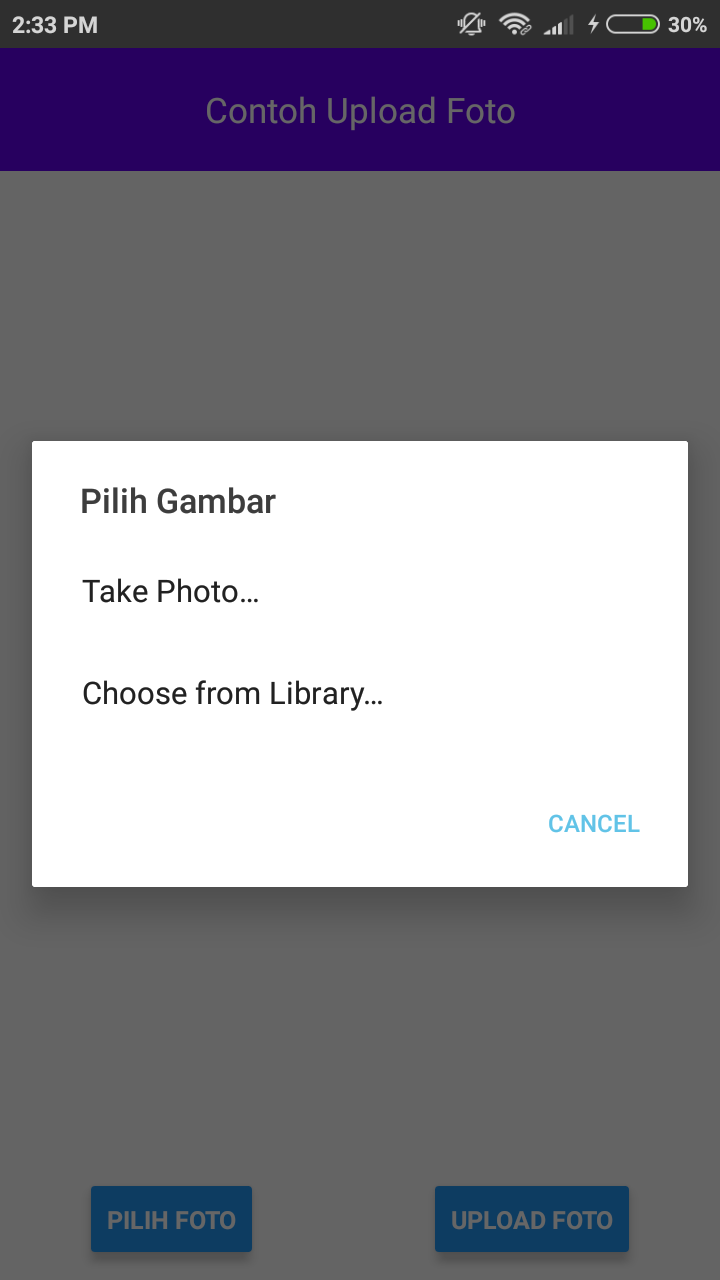 2:33 PM
30%
Contoh Upload Foto
Pilih Gambar
Take Photo…
Choose from Library…
CANCEL
PILIH FOTO
UPLOAD FOTO